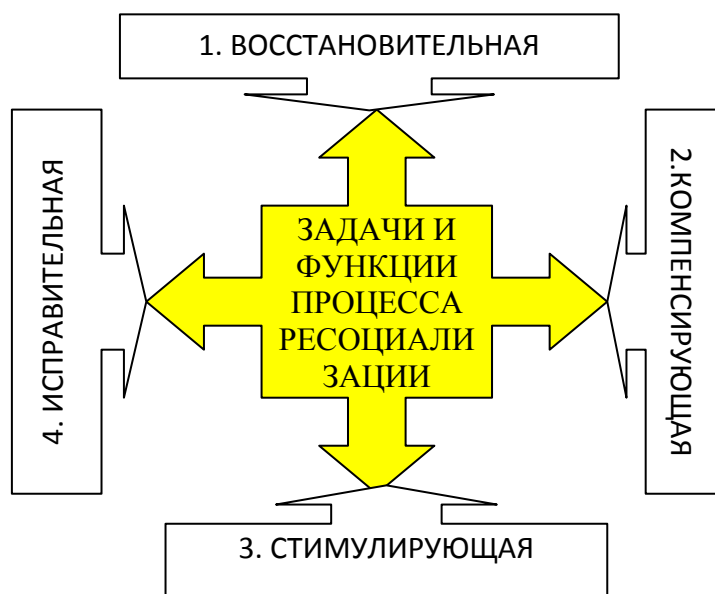 1. ВОССТАНОВИТЕЛЬНАЯ
2.КОМПЕНСИРУЮЩАЯ
ЗАДАЧИ И
ФУНКЦИИ
ПРОЦЕССА
РЕСОЦИАЛИ
ЗАЦИИ
4. ИСПРАВИТЕЛЬНАЯ
3. СТИМУЛИРУЮЩАЯ